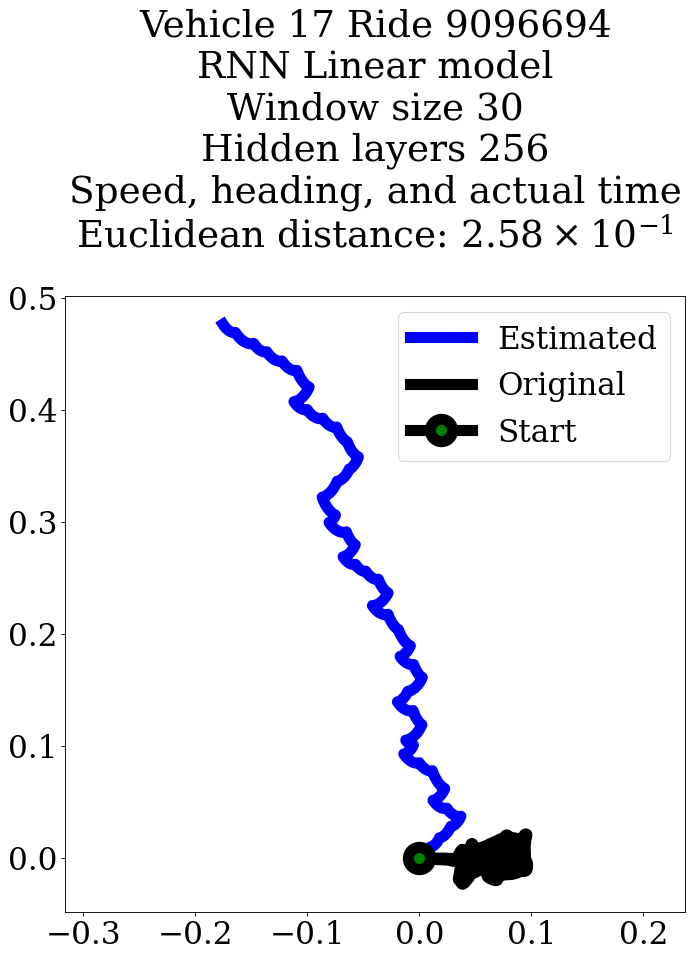 Vehicle 17 Ride 9096694
RNN Linear model
Window size 30
Hidden layers 256
Speed, heading, and actual time
Euclidean distance: 2.58 × 10⁻¹
0.5
0.4
0.3
0.2
0.1
0.0
Estimated
Original
Start
−0.3 −0.2 −0.1 0.0 0.1 0.2